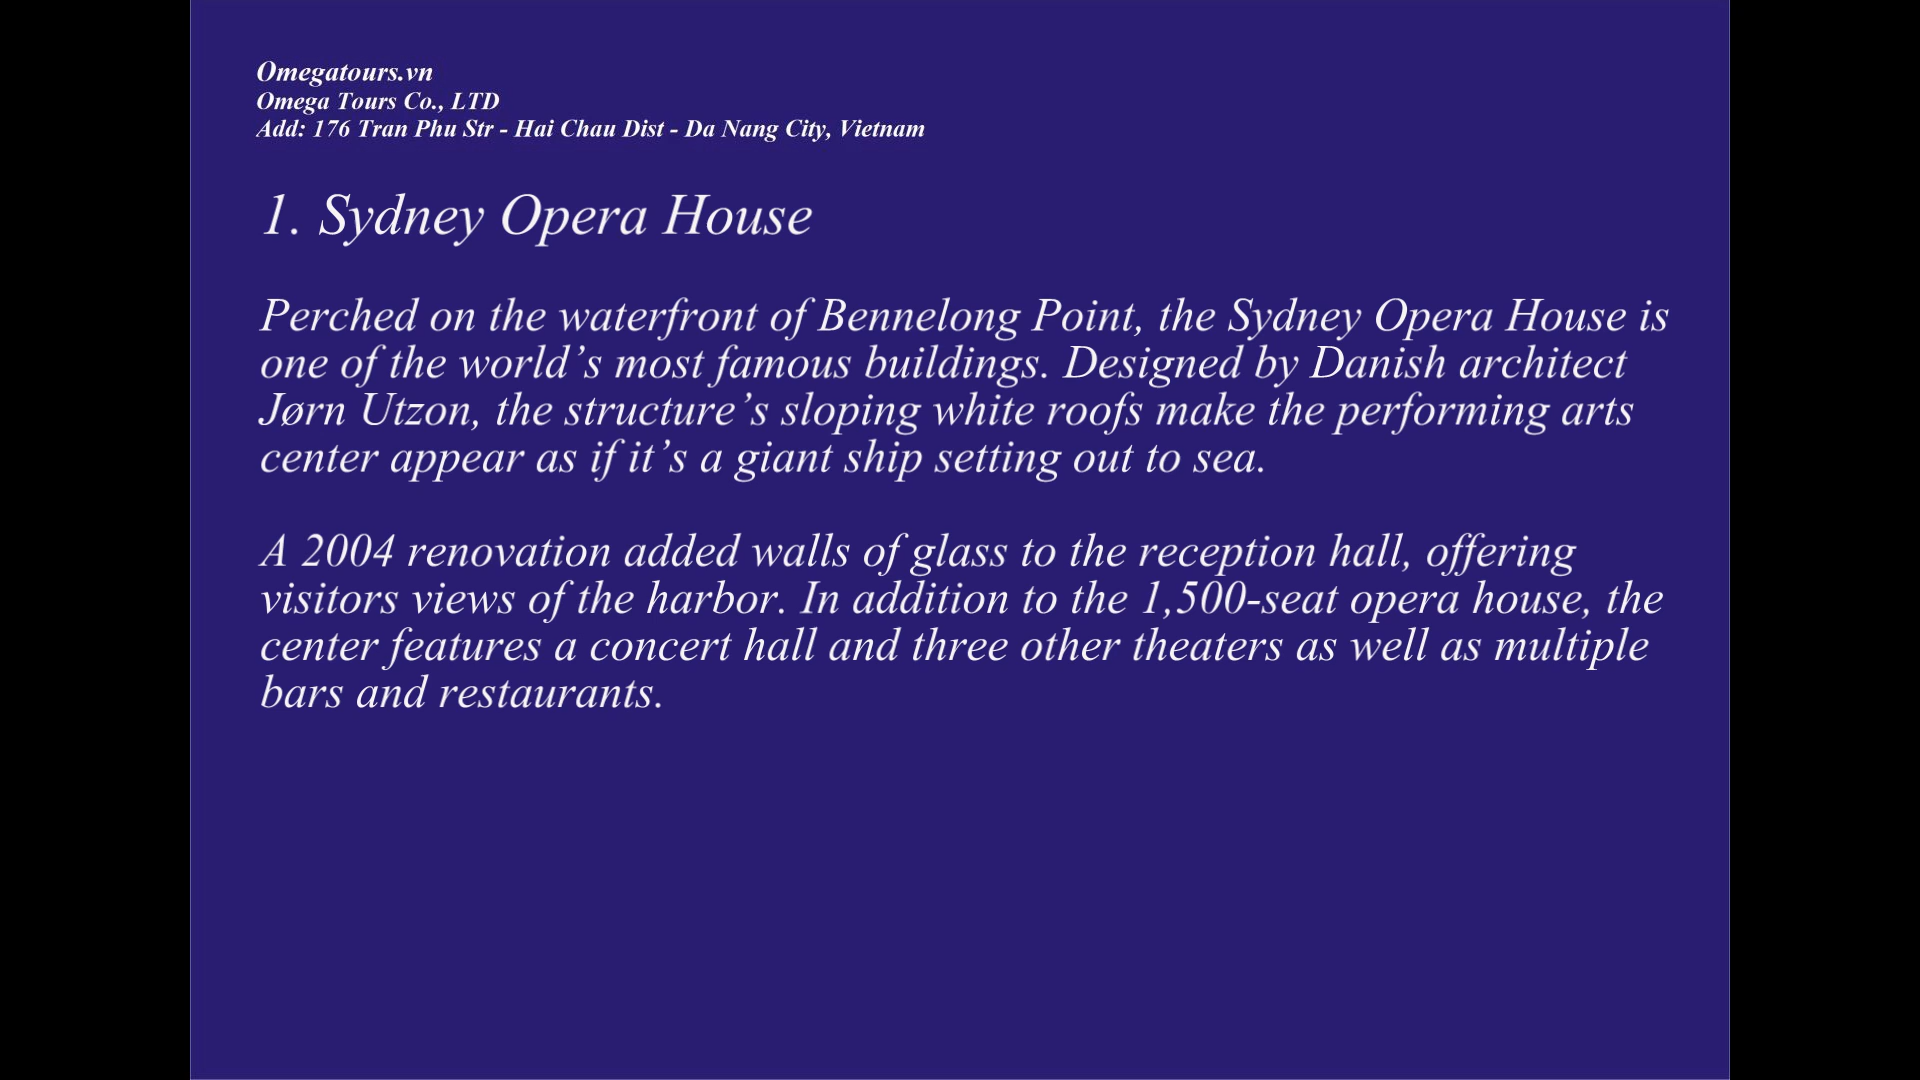 Omegatours.vn
Omega Tours Co., LTD
Add: 176 Tran Phu Str - Hai Chau Dist - Da Nang City, Vietnam
1. Sydney Opera House
Perched on the waterfront of Bennelong Point, the Sydney Opera House is
one of the world’s most famous buildings. Designed by Danish architect
Jørn Utzon, the structure’s sloping white roofs make the performing arts
center appear as if it’s a giant ship setting out to sea.
A 2004 renovation added walls of glass to the reception hall, offering
visitors views of the harbor. In addition to the 1,500-seat opera house, the
center features a concert hall and three other theaters as well as multiple
bars and restaurants.